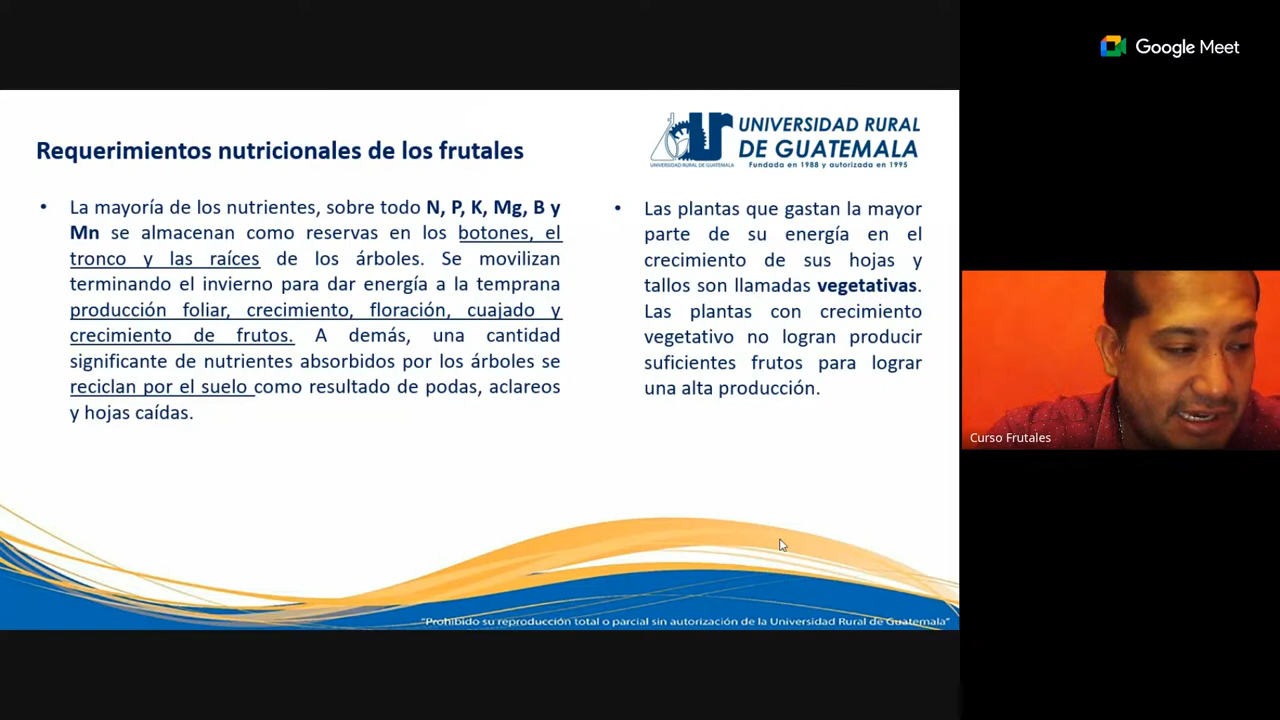 Google Meet
UNIVERSIDAD RURAL
DE GUATEMALA
UNIVERSIDAD RURAL DE GUATEMALA
Fundada en 1988 y autorizada en 1995
Requerimientos nutricionales de los frutales
• La mayoría de los nutrientes, sobre todo N, P, K, Mg, B y
Mn se almacenan como reservas en los botones, el
tronco y las raíces de los árboles. Se movilizan
terminando el invierno para dar energía a la temprana
producción foliar, crecimiento, floración, cuajado y
crecimiento de frutos. A demás, una cantidad
significante de nutrientes absorbidos por los árboles se
reciclan por el suelo como resultado de podas, aclareos
y hojas caídas.
• Las plantas que gastan la mayor
parte de su energía en el
crecimiento de sus hojas y
tallos son llamadas vegetativas.
Las plantas con crecimiento
vegetativo no logran producir
suficientes frutos para lograr
una alta producción.
Curso Frutales
"Prohibido su reproducción total o parcial sin autorización de la Universidad Rural de Guatemala"